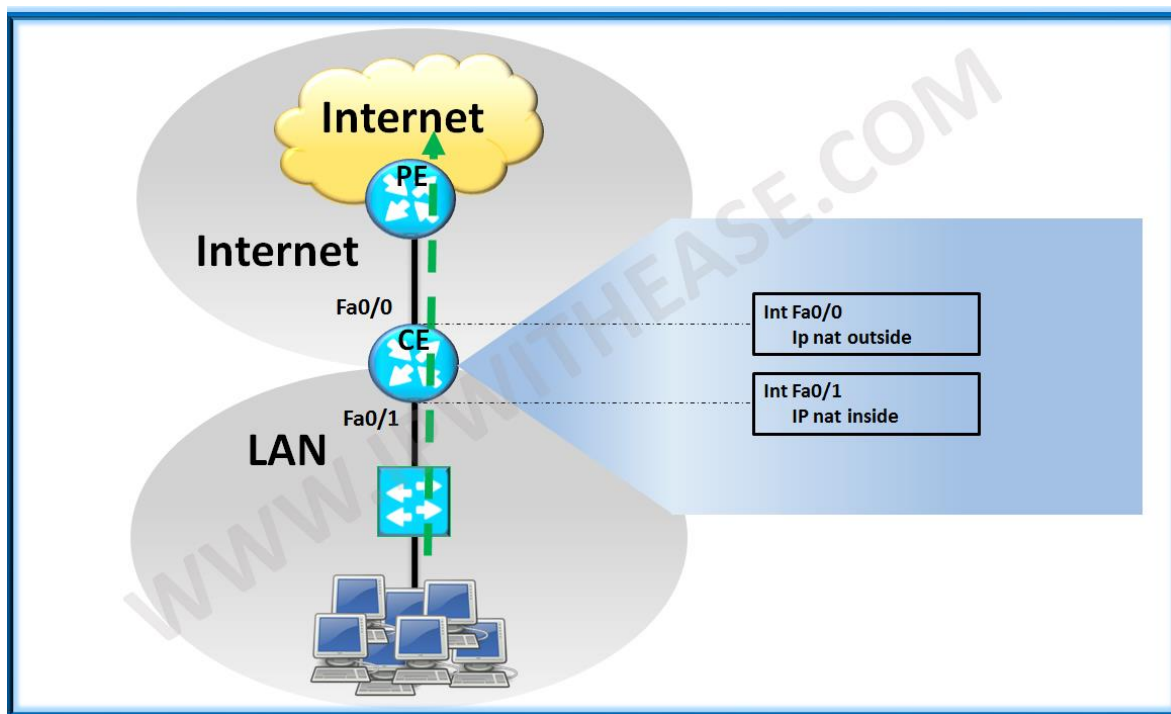 Internet
PE
Internet
Fa0/0
CE
Fa0/1
LAN
Int Fa0/0
Ip nat outside
Int Fa0/1
IP nat inside
WWW.IPWITHEASE.COM